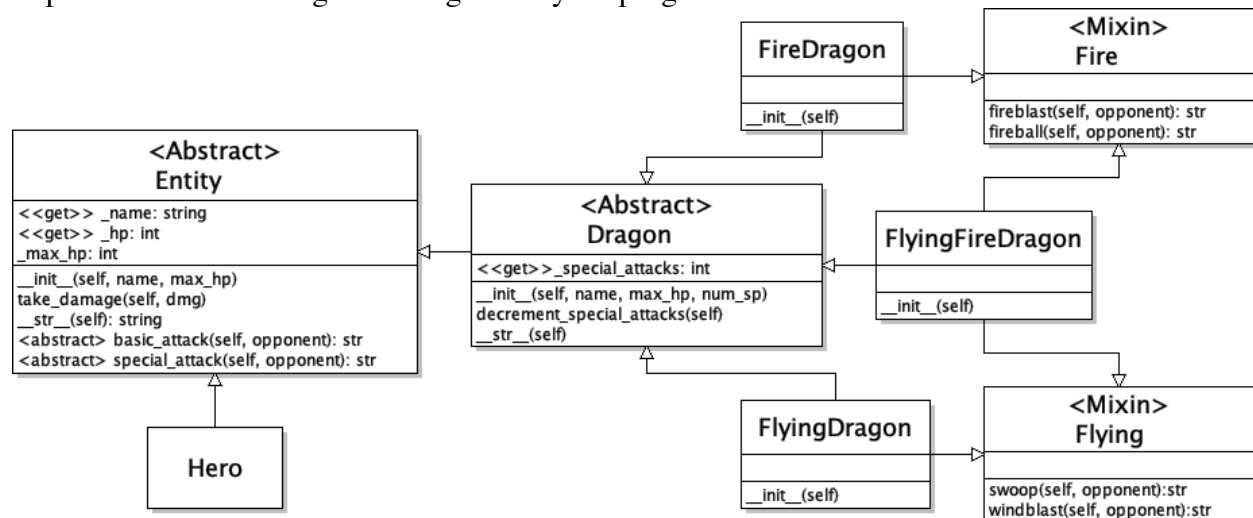 FireDragon
__init__(self)
<Mixin>
Fire
fireblast(self, opponent): str
fireball(self, opponent): str
<Abstract>
Entity
<<get>> _name: string
<<get>> _hp: int
_max_hp: int
__init__(self, name, max_hp)
take_damage(self, dmg)
__str__(self): string
<abstract> basic_attack(self, opponent): str
<abstract> special_attack(self, opponent): str
<Abstract>
Dragon
<<get>>_special_attacks: int
__init__(self, name, max_hp, num_sp)
decrement_special_attacks(self)
__str__(self)
FlyingFireDragon
__init__(self)
Hero
FlyingDragon
__init__(self)
<Mixin>
Flying
swoop(self, opponent):str
windblast(self, opponent):str